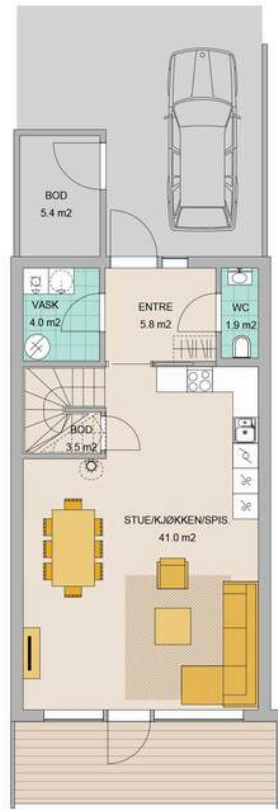 BOD
5.4 m2
VASK
4.0 m2
ENTRE
5.8 m2
WC
1.9 m2
BOD
3.5 m2
STUE/KJØKKEN/SPIS.
41.0 m2